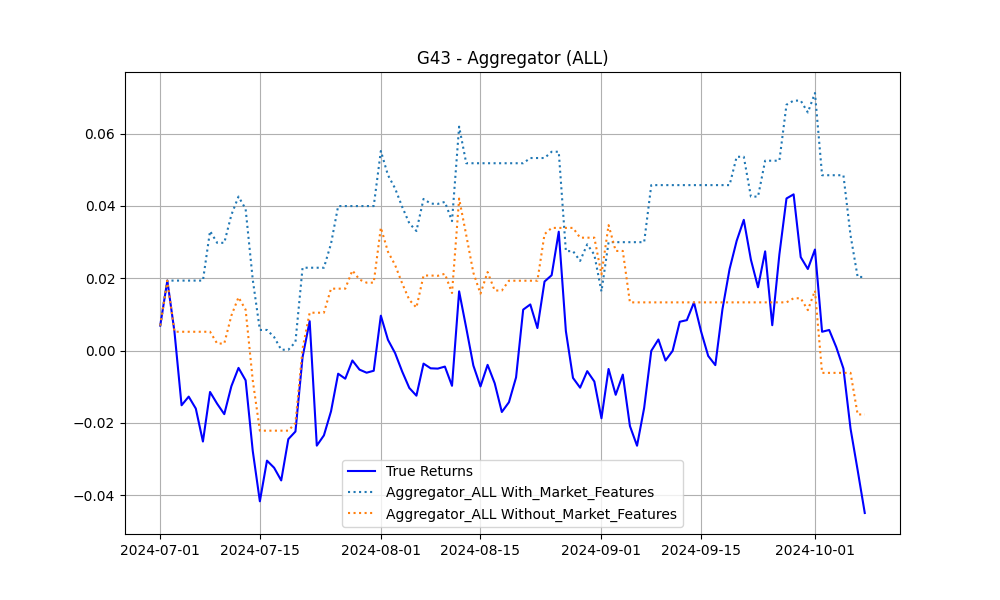 G43 - Aggregator (ALL)
0.06
0.04
0.02
0.00
−0.02
−0.04
True Returns
Aggregator_ALL With_Market_Features
Aggregator_ALL Without_Market_Features
2024-07-01 2024-07-15 2024-08-01 2024-08-15 2024-09-01 2024-09-15 2024-10-01